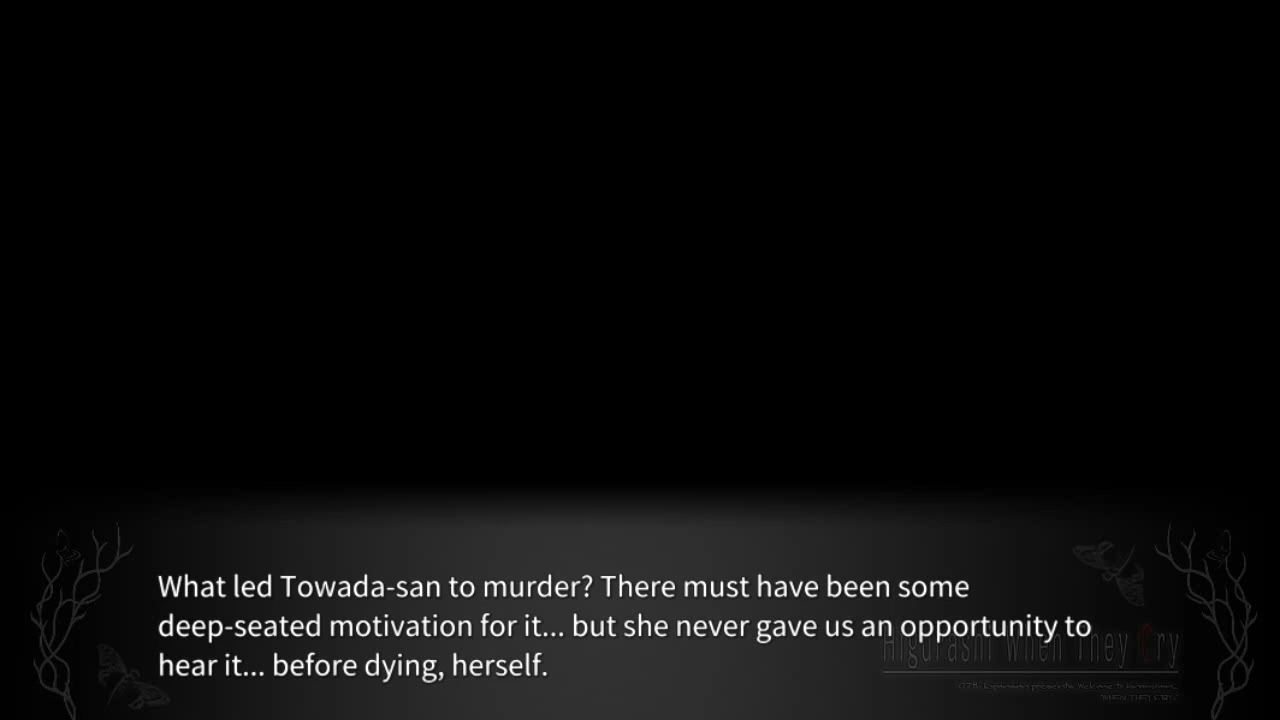 What led Towada-san to murder? There must have been some
deep-seated motivation for it... but she never gave us an opportunity to
hear it... before dying, herself.
Higurashi When They Cry